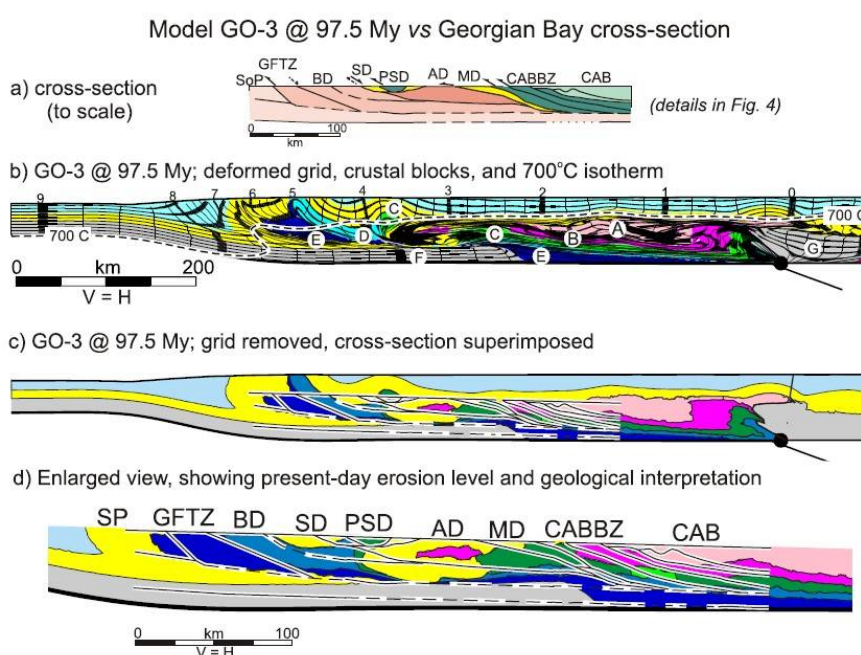 Model GO-3 @ 97.5 My vs Georgian Bay cross-section
a) cross-section
(to scale)
GFTZ
SoP
BD
SD
PSD
AD
MD
CABBZ
CAB
(details in Fig. 4)
0 100
km
b) GO-3 @ 97.5 My; deformed grid, crustal blocks, and 700°C isotherm
9 8 7 6 5 4 3 2 1 0
700 C
700 C
C
E D C B A G
F E
0 km 200
V = H
c) GO-3 @ 97.5 My; grid removed, cross-section superimposed
d) Enlarged view, showing present-day erosion level and geological interpretation
SP GFTZ BD SD PSD AD MD CABBZ CAB
0 km 100
V = H